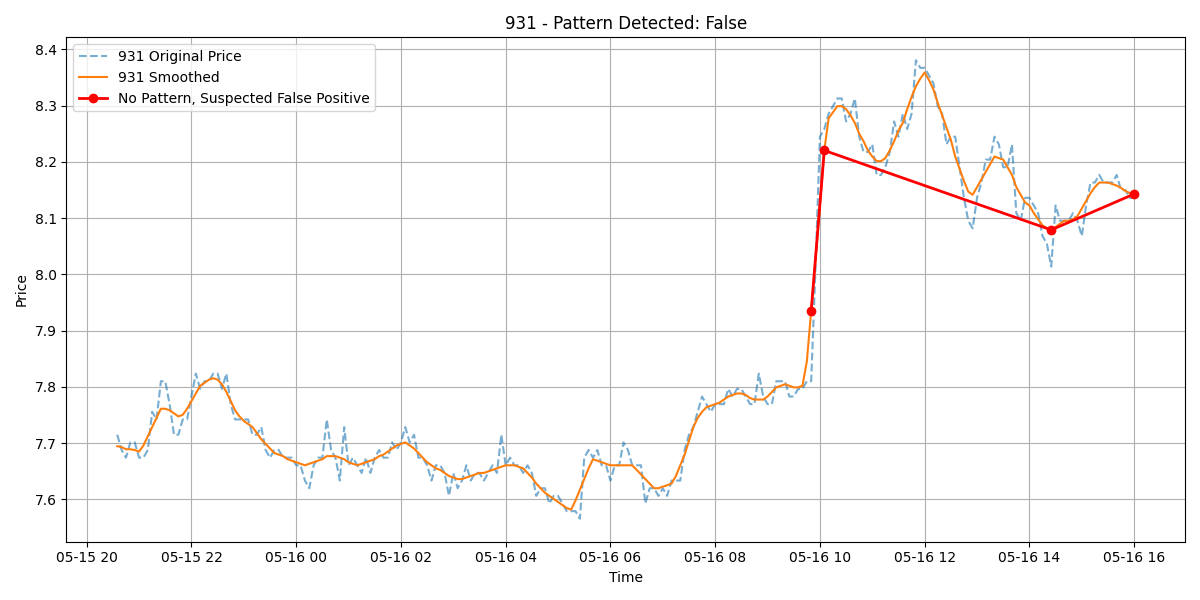 931 - Pattern Detected: False
931 Original Price
931 Smoothed
No Pattern, Suspected False Positive
Price
8.4
8.3
8.2
8.1
8.0
7.9
7.8
7.7
7.6
05-15 20 05-15 22 05-16 00 05-16 02 05-16 04 05-16 06 05-16 08 05-16 10 05-16 12 05-16 14 05-16 16
Time